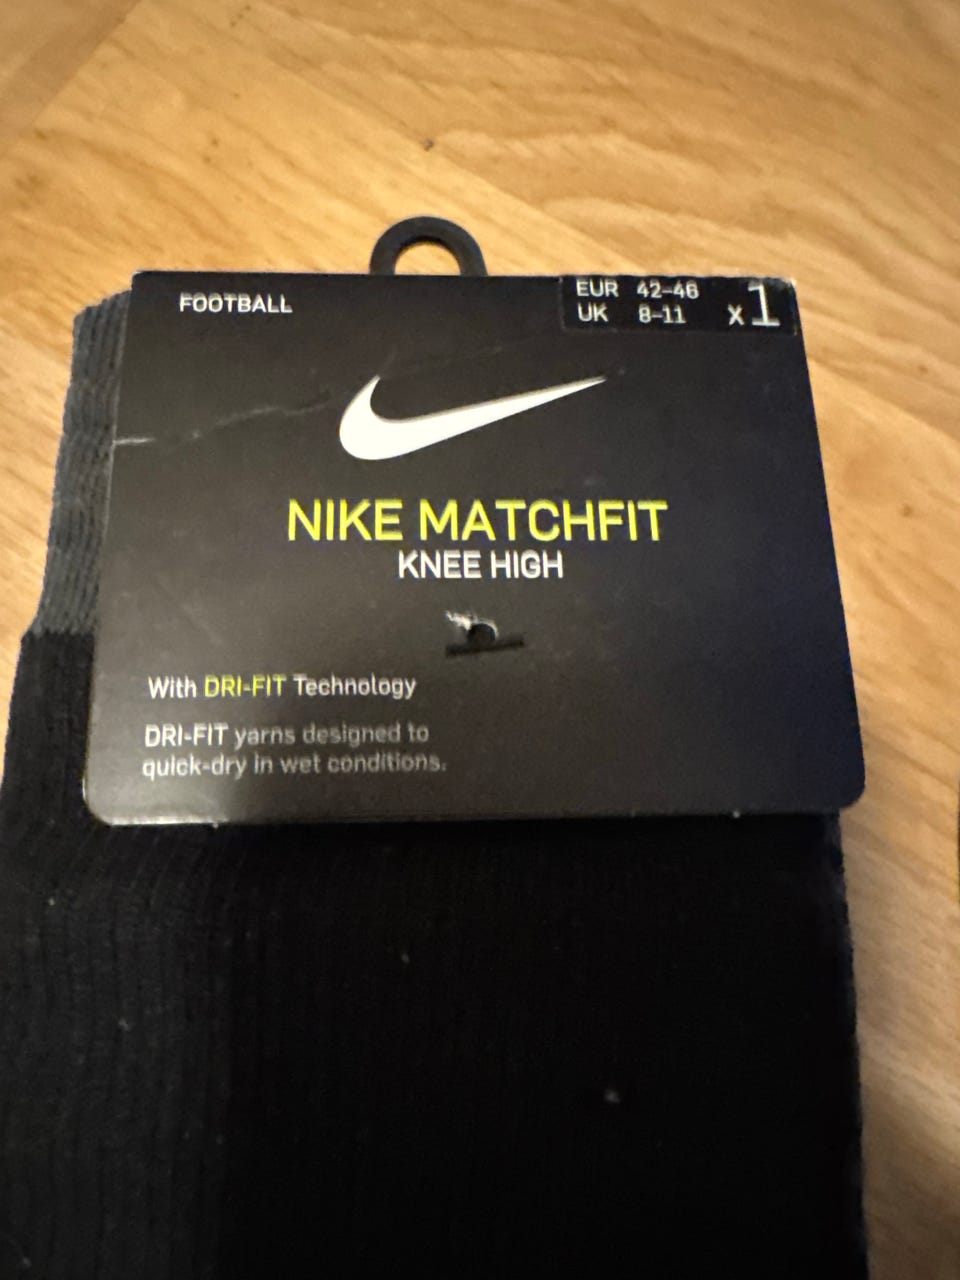 FOOTBALL
EUR 42-46
UK 8-11 x1
NIKE MATCHFIT
KNEE HIGH
With DRI-FIT Technology
DRI-FIT yarns designed to
quick-dry in wet conditions.